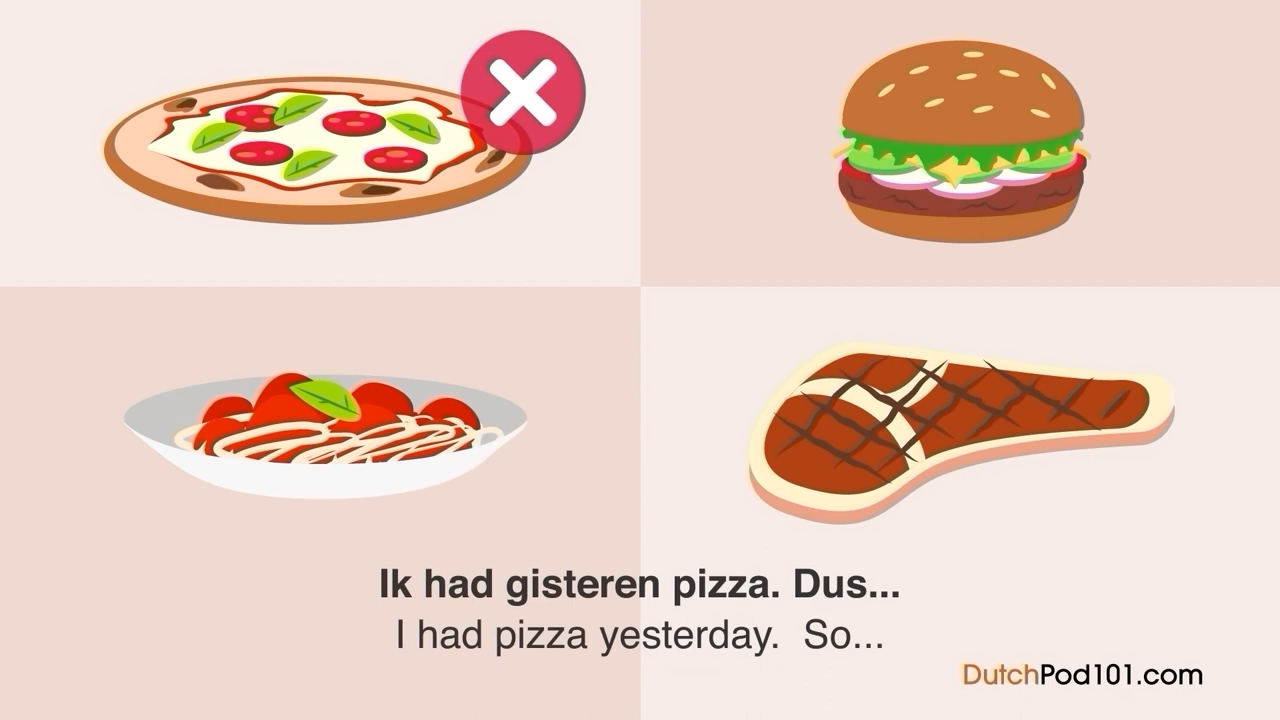 Ik had gisteren pizza. Dus...
I had pizza yesterday. So...
DutchPod101.com